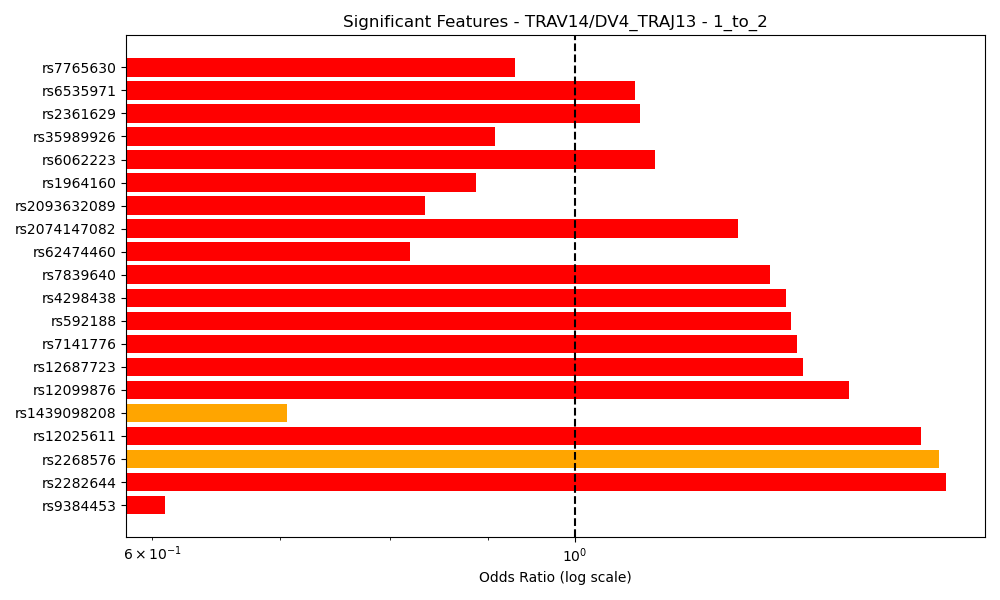 Significant Features - TRAV14/DV4_TRAJ13 - 1_to_2
rs7765630
rs6535971
rs2361629
rs35989926
rs6062223
rs1964160
rs2093632089
rs2074147082
rs62474460
rs7839640
rs4298438
rs592188
rs7141776
rs12687723
rs12099876
rs1439098208
rs12025611
rs2268576
rs2282644
rs9384453
6 × 10⁻¹ 10⁰
Odds Ratio (log scale)